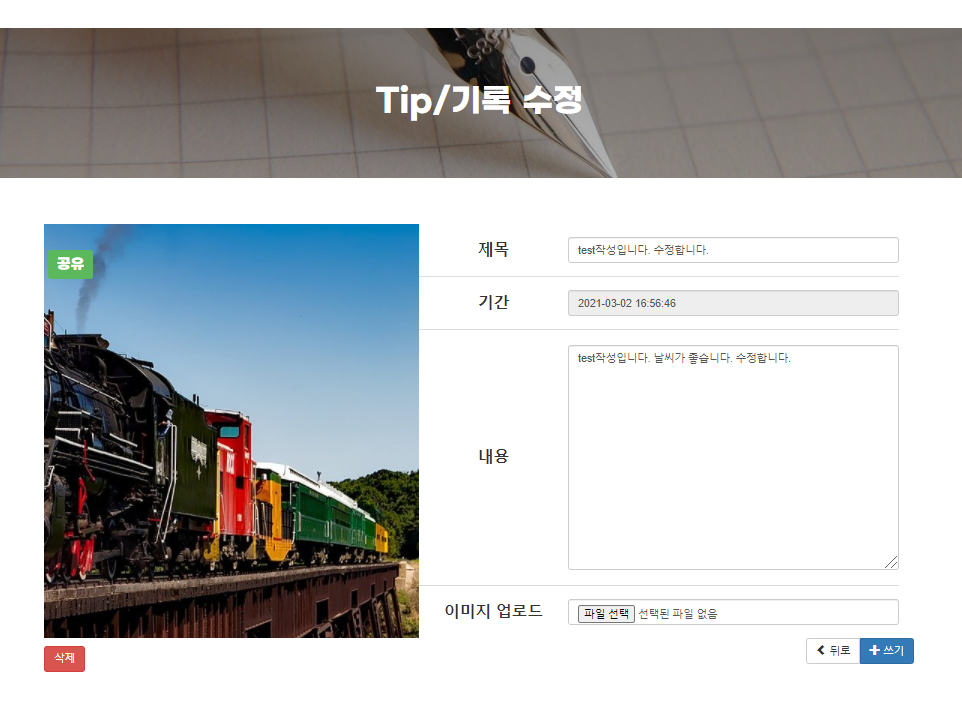 Tip/기록 수정
공유
제목
test작성입니다. 수정합니다.
기간
2021-03-02 16:56:46
내용
test작성입니다. 날씨가 좋습니다. 수정합니다.
이미지 업로드
파일 선택 선택된 파일 없음
삭제
뒤로
쓰기